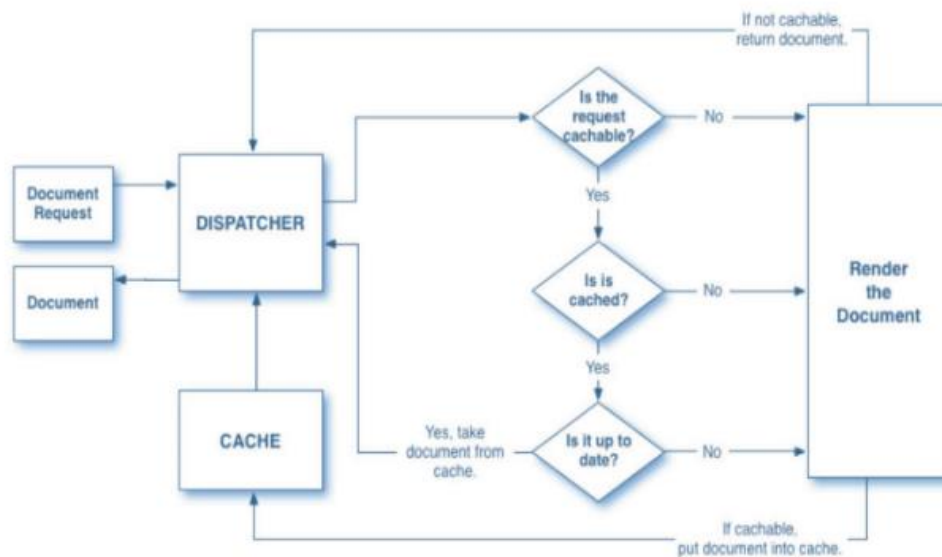 If not cachable,
return document.
Is the
request
cachable?
No
Document
Request
DISPATCHER
Yes
Document
Is is
cached?
No
Render
the
Document
Yes
CACHE
Yes, take
document from
cache.
Is it up to
date?
No
If cachable,
put document into cache.